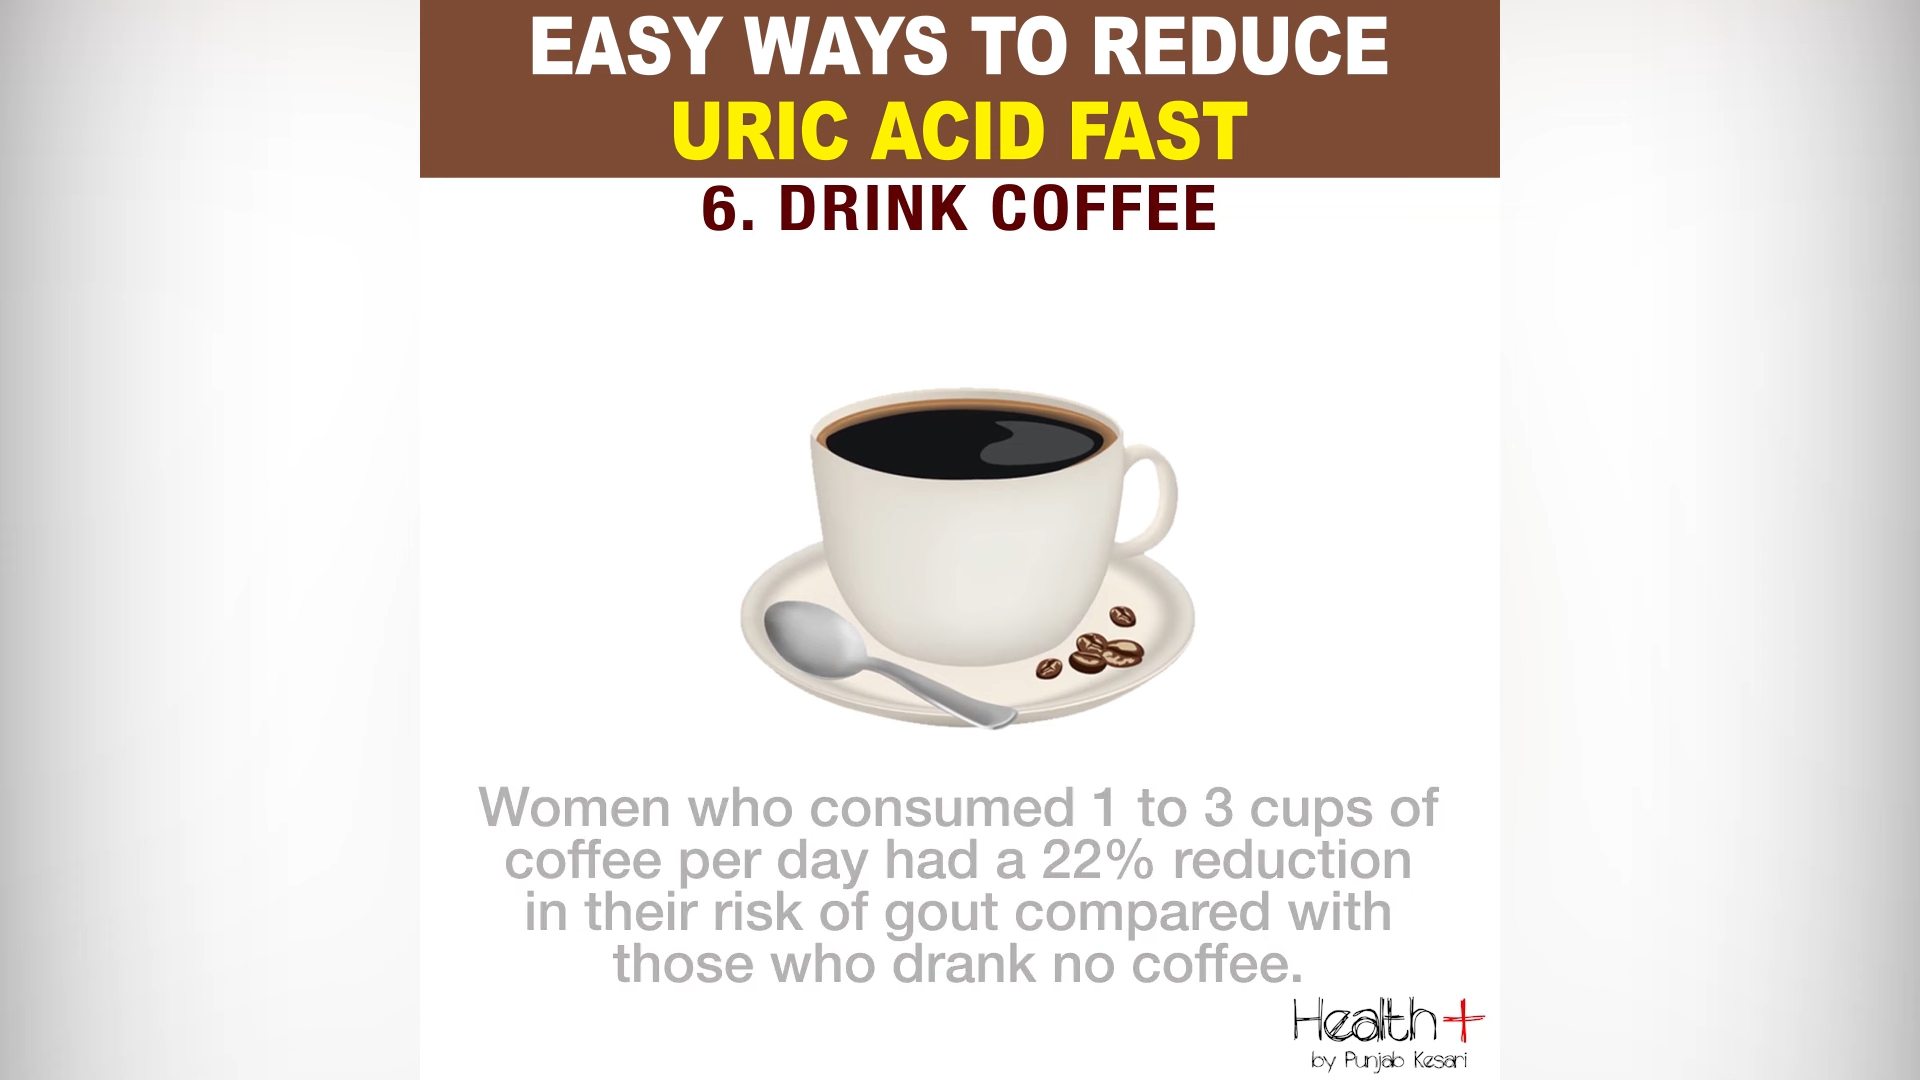 EASY WAYS TO REDUCE
URIC ACID FAST
6. DRINK COFFEE
Women who consumed 1 to 3 cups of
coffee per day had a 22% reduction
in their risk of gout compared with
those who drank no coffee.
Health+
by Punjab Kesari